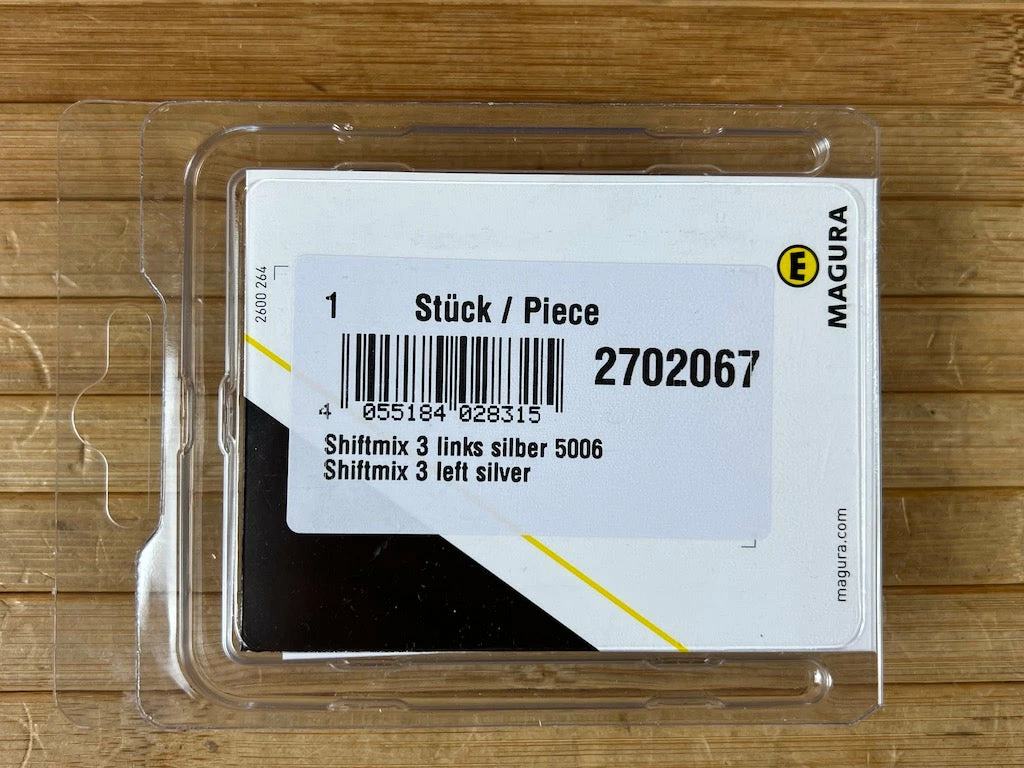 1 Stück / Piece
2702067
4 055184 028315
Shiftmix 3 links silber 5006
Shiftmix 3 left silver
2600 264
MAGURA
magura.com